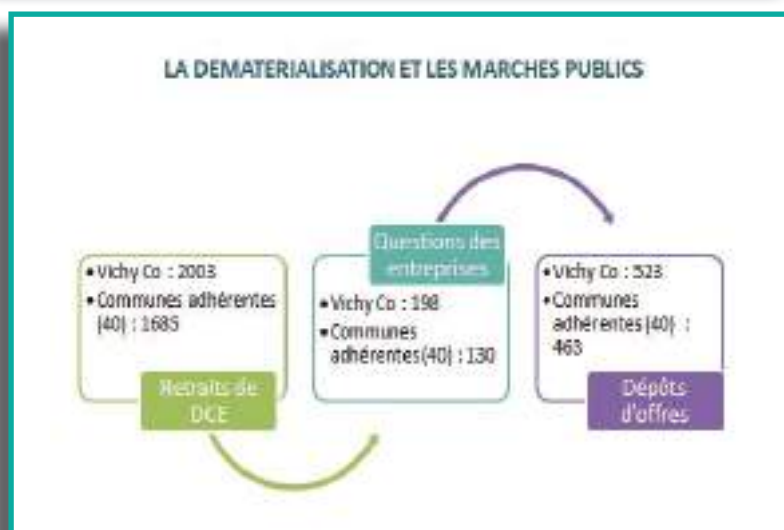 LA DEMATERIALISATION ET LES MARCHES PUBLICS
• Vichy Co : 2003
• Communes adhérentes
(40) : 1685
Retraits de
DCE
Questions des
entreprises
• Vichy Co : 198
• Communes
adhérentes (40) : 130
• Vichy Co : 523
• Communes
adhérentes (40) :
463
Dépôts
d'offres